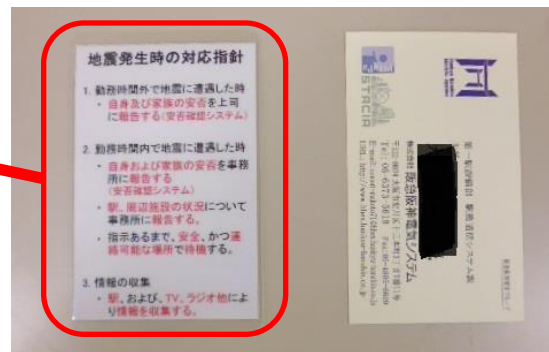 地震発生時の対応指針
1. 勤務時間外で地震に遭遇した時
・ 自身及び家族の安否を上司
に報告する(安否確認システム)
2. 勤務時間内で地震に遭遇した時
・ 自身および家族の安否を事務
所に報告する
(安否確認システム)
・ 駅、周辺施設の状況について
事務所に報告する。
・ 指示あるまで、安全、かつ連
絡可能な場所で待機する。
3. 情報の収集
・ 駅、および、TV、ラジオ他によ
り情報を収集する。
STACIA
株式会社 阪急阪神電気システム